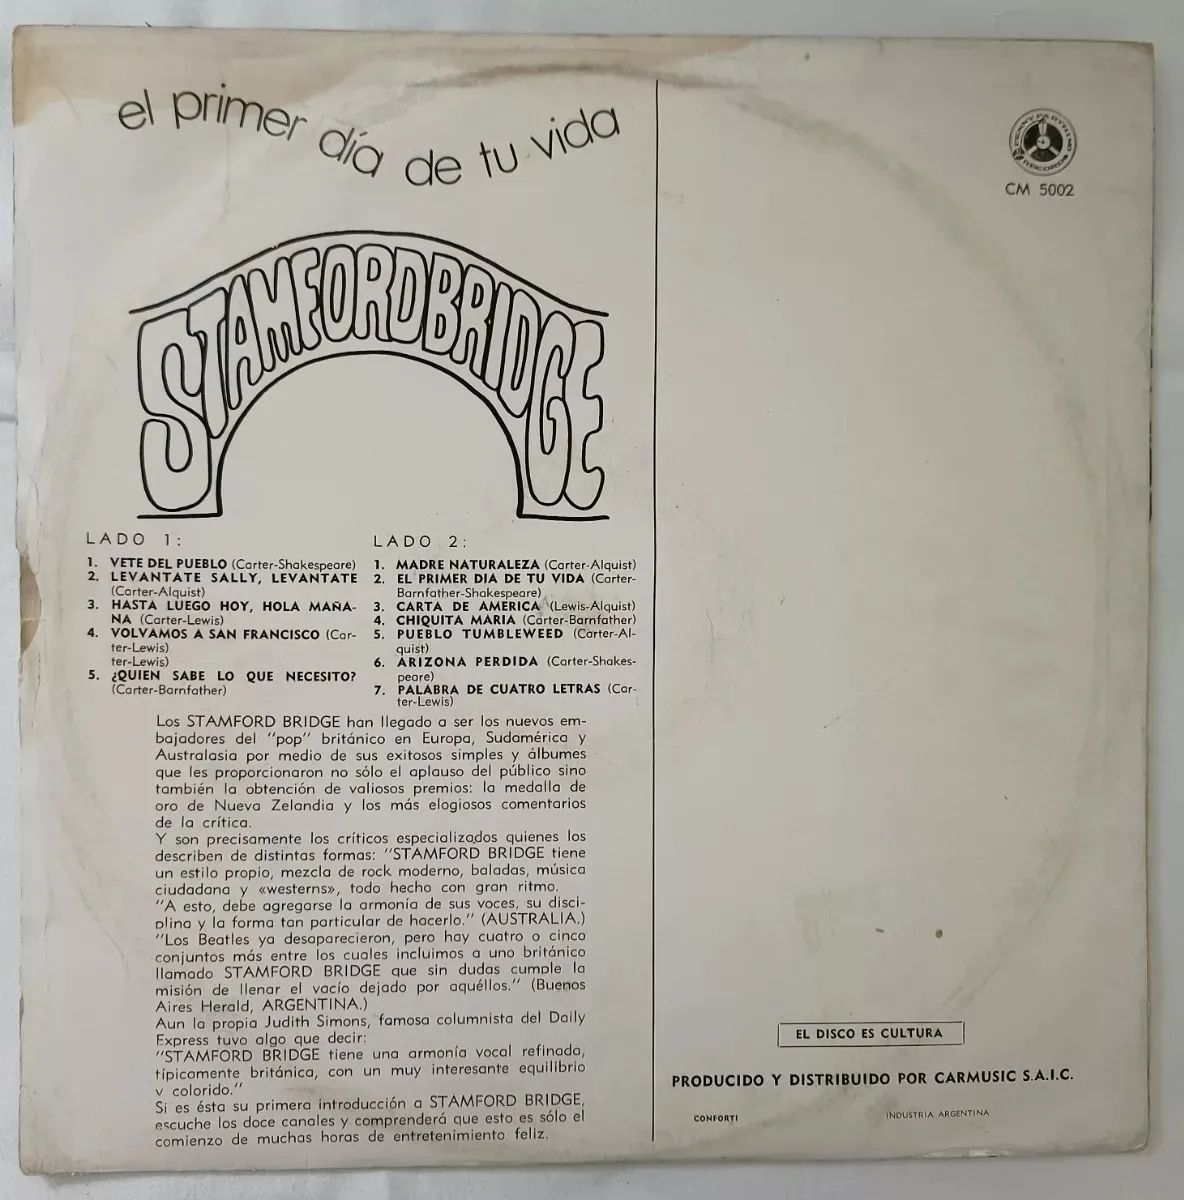 el primer día de tu vida
STAMFORD BRIDGE
PENNY FARTHING
RECORDS
CM 5002
LADO 1:
1. VETE DEL PUEBLO (Carter-Shakespeare)
2. LEVANTATE SALLY, LEVANTATE
(Carter-Alquist)
3. HASTA LUEGO HOY, HOLA MAÑA-
NA (Carter-Lewis)
4. VOLVAMOS A SAN FRANCISCO (Car-
ter-Lewis)
ter-Lewis)
5. ¿QUIEN SABE LO QUE NECESITO?
(Carter-Barnfather)
LADO 2:
1. MADRE NATURALEZA (Carter-Alquist)
2. EL PRIMER DIA DE TU VIDA (Carter-
Barnfather-Shakespeare)
3. CARTA DE AMERICA (Lewis-Alquist)
4. CHIQUITA MARIA (Carter-Barnfather)
5. PUEBLO TUMBLEWEED (Carter-Al-
quist)
6. ARIZONA PERDIDA (Carter-Shakes-
peare)
7. PALABRA DE CUATRO LETRAS (Car-
ter-Lewis)
Los STAMFORD BRIDGE han llegado a ser los nuevos em-
bajadores del "pop" británico en Europa, Sudamérica y
Australasia por medio de sus exitosos simples y álbumes
que les proporcionaron no sólo el aplauso del público sino
también la obtención de valiosos premios: la medalla de
oro de Nueva Zelandia y los más elogiosos comentarios
de la crítica.
Y son precisamente los críticos especializados quienes los
describen de distintas formas: "STAMFORD BRIDGE tiene
un estilo propio, mezcla de rock moderno, baladas, música
ciudadana y «westerns», todo hecho con gran ritmo.
"A esto, debe agregarse la armonía de sus voces, su disci-
plina y la forma tan particular de hacerlo." (AUSTRALIA.)
"Los Beatles ya desaparecieron, pero hay cuatro o cinco
conjuntos más entre los cuales incluimos a uno británico
llamado STAMFORD BRIDGE que sin dudas cumple la
misión de llenar el vacío dejado por aquéllos." (Buenos
Aires Herald, ARGENTINA.)
Aun la propia Judith Simons, famosa columnista del Daily
Express tuvo algo que decir:
"STAMFORD BRIDGE tiene una armonía vocal refinada,
típicamente británica, con un muy interesante equilibrio
y colorido."
Si es ésta su primera introducción a STAMFORD BRIDGE,
escuche los doce canales y comprenderá que esto es sólo el
comienzo de muchas horas de entretenimiento feliz.
EL DISCO ES CULTURA
PRODUCIDO Y DISTRIBUIDO POR CARMUSIC S.A.I.C.
CONFORTI
INDUSTRIA ARGENTINA